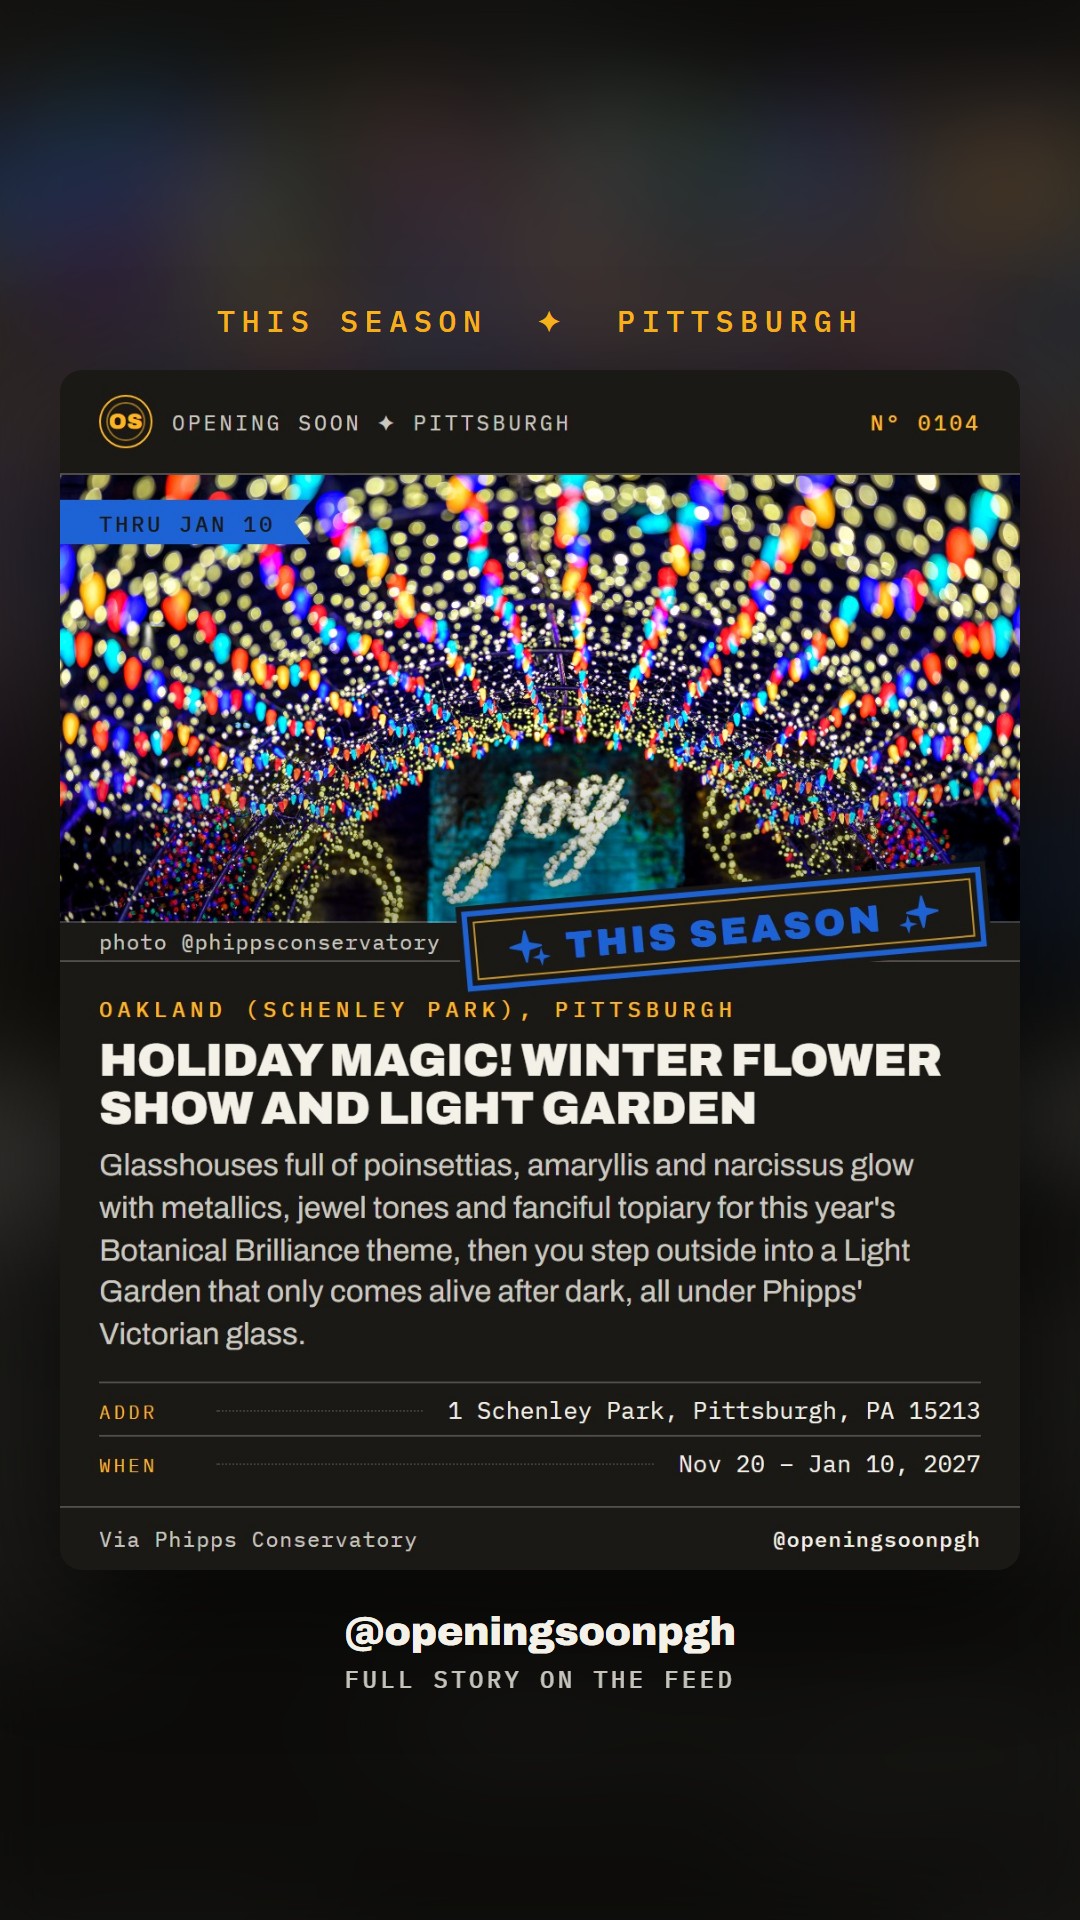 THIS SEASON ✦ PITTSBURGH
OS OPENING SOON ✦ PITTSBURGH N° 0104
THRU JAN 10
joy
THIS SEASON
photo @phippsconservatory
OAKLAND (SCHENLEY PARK), PITTSBURGH
HOLIDAY MAGIC! WINTER FLOWER
SHOW AND LIGHT GARDEN
Glasshouses full of poinsettias, amaryllis and narcissus glow
with metallics, jewel tones and fanciful topiary for this year's
Botanical Brilliance theme, then you step outside into a Light
Garden that only comes alive after dark, all under Phipps'
Victorian glass.
ADDR 1 Schenley Park, Pittsburgh, PA 15213
WHEN Nov 20 – Jan 10, 2027
Via Phipps Conservatory @openingsoonpgh
@openingsoonpgh
FULL STORY ON THE FEED